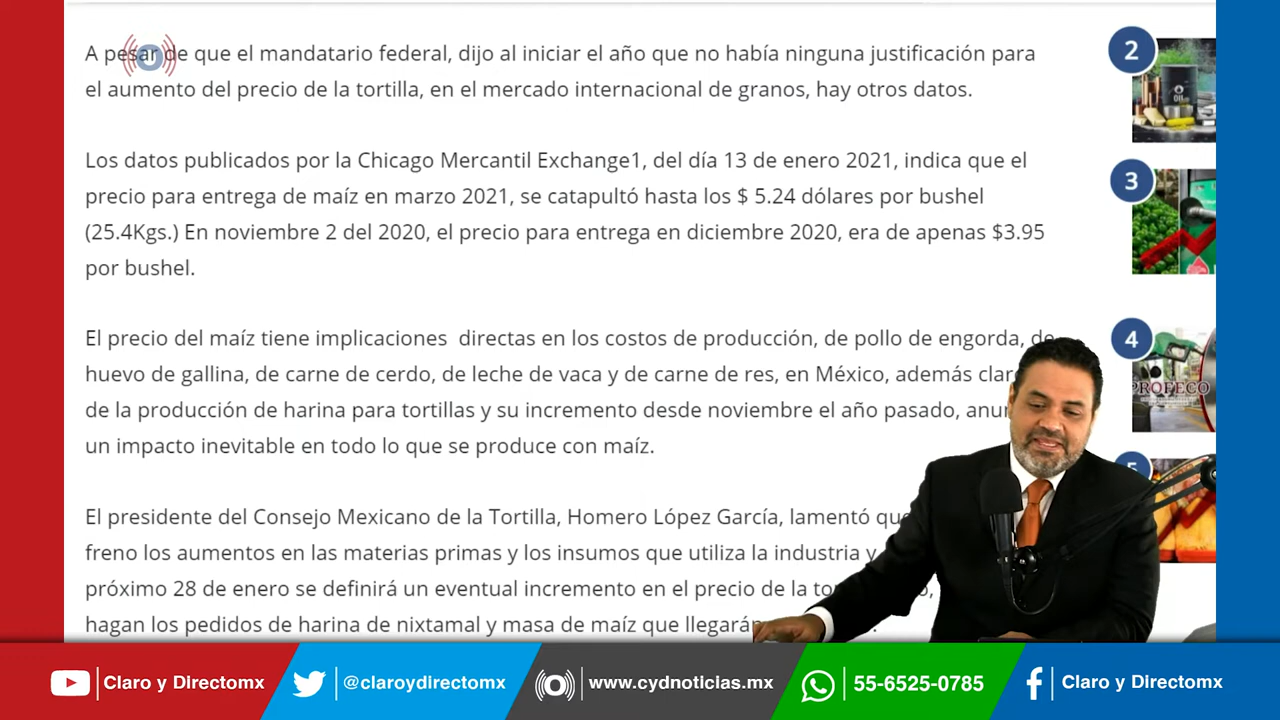 A pesar de que el mandatario federal, dijo al iniciar el año que no había ninguna justificación para
el aumento del precio de la tortilla, en el mercado internacional de granos, hay otros datos.
Los datos publicados por la Chicago Mercantil Exchange1, del día 13 de enero 2021, indica que el
precio para entrega de maíz en marzo 2021, se catapultó hasta los $ 5.24 dólares por bushel
(25.4Kgs.) En noviembre 2 del 2020, el precio para entrega en diciembre 2020, era de apenas $3.95
por bushel.
El precio del maíz tiene implicaciones directas en los costos de producción, de pollo de engorda, de
huevo de gallina, de carne de cerdo, de leche de vaca y de carne de res, en México, además
de la producción de harina para tortillas y su incremento desde noviembre el año pasado,
un impacto inevitable en todo lo que se produce con maíz.
El presidente del Consejo Mexicano de la Tortilla, Homero López García, lamentó
freno los aumentos en las materias primas y los insumos que utiliza la industria y
próximo 28 de enero se definirá un eventual incremento en el precio de la
hagan los pedidos de harina de nixtamal y masa de maíz que
2
3
4
PROFECO
5
Claro y Directomx
@claroydirectomx
www.cydnoticias.mx
55-6525-0785
Claro y Directomx